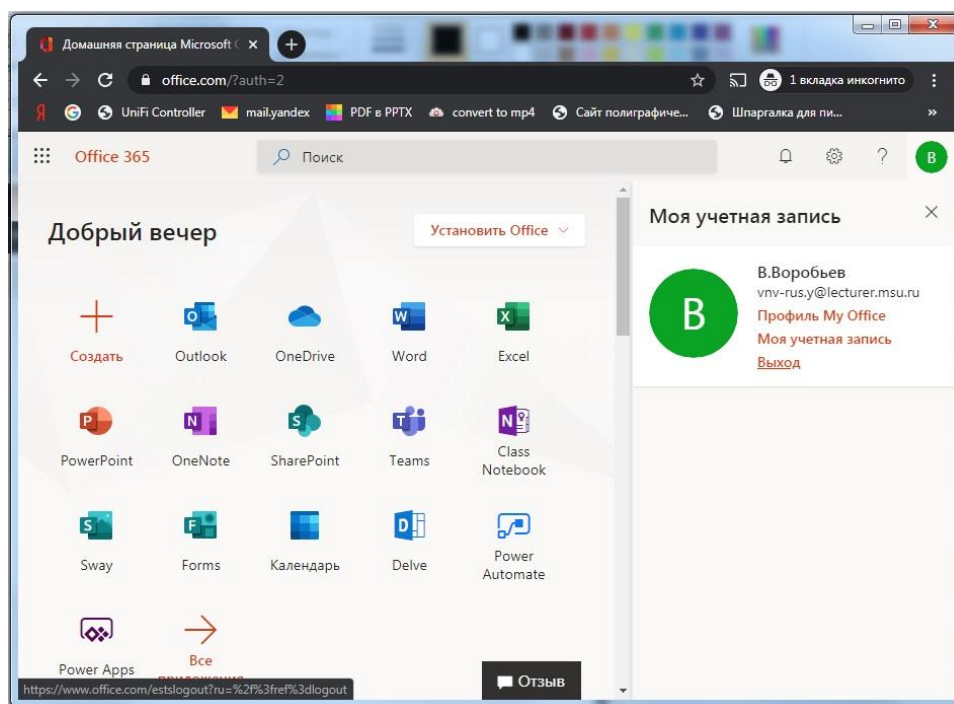 Домашняя страница Microsoft
office.com/?auth=2
1 вкладка инкогнито
UniFi Controller mail.yandex PDF в PPTX convert to mp4 Сайт полиграфиче... Шпаргалка для пи... »
Office 365
Поиск
?
В
Добрый вечер
Установить Office
Моя учетная запись
В
В.Воробьев
vnv-rus.y@lecturer.msu.ru
Профиль My Office
Моя учетная запись
Выход
Создать Outlook OneDrive Word Excel
PowerPoint OneNote SharePoint Teams Class Notebook
Sway Forms Календарь Delve Power Automate
Power Apps Все приложения
Отзыв
https://www.office.com/estslogout?ru=%2f%3fref%3dlogout